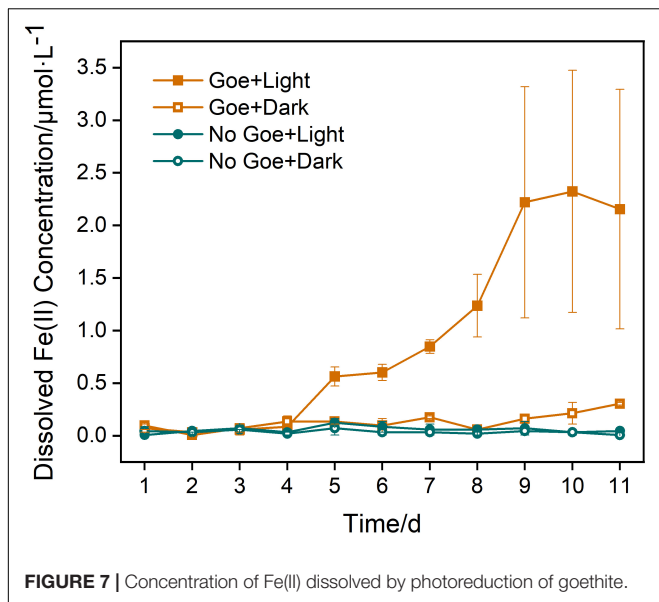 Dissolved Fe(II) Concentration/μmol·L⁻¹
3.5
3.0
2.5
2.0
1.5
1.0
0.5
0.0
Goe+Light
Goe+Dark
No Goe+Light
No Goe+Dark
1 2 3 4 5 6 7 8 9 10 11
Time/d
FIGURE 7 | Concentration of Fe(II) dissolved by photoreduction of goethite.